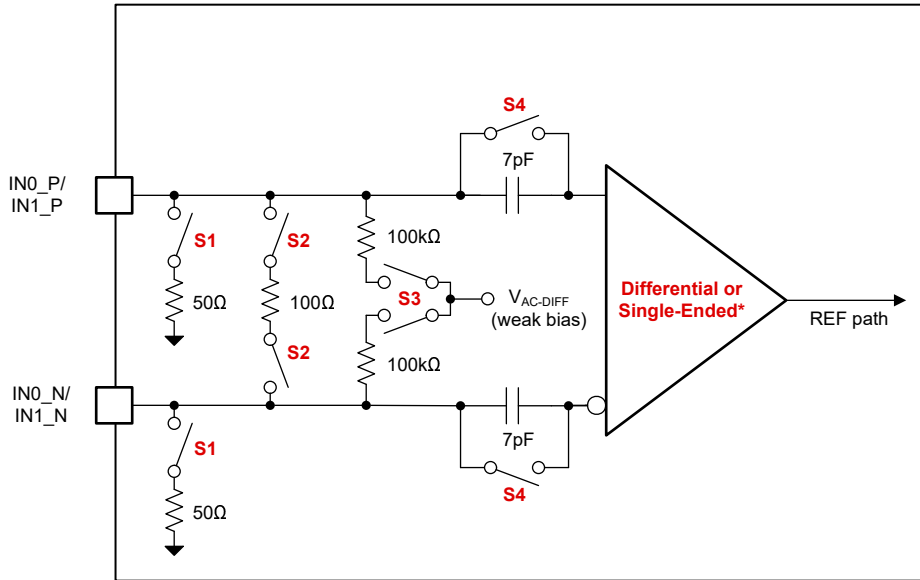 S4
7pF
IN0_P/
IN1_P
S1
S2
100kΩ
50Ω
100Ω
S3
V_AC-DIFF
(weak bias)
Differential or
Single-Ended*
REF path
S2
100kΩ
IN0_N/
IN1_N
7pF
S1
S4
50Ω